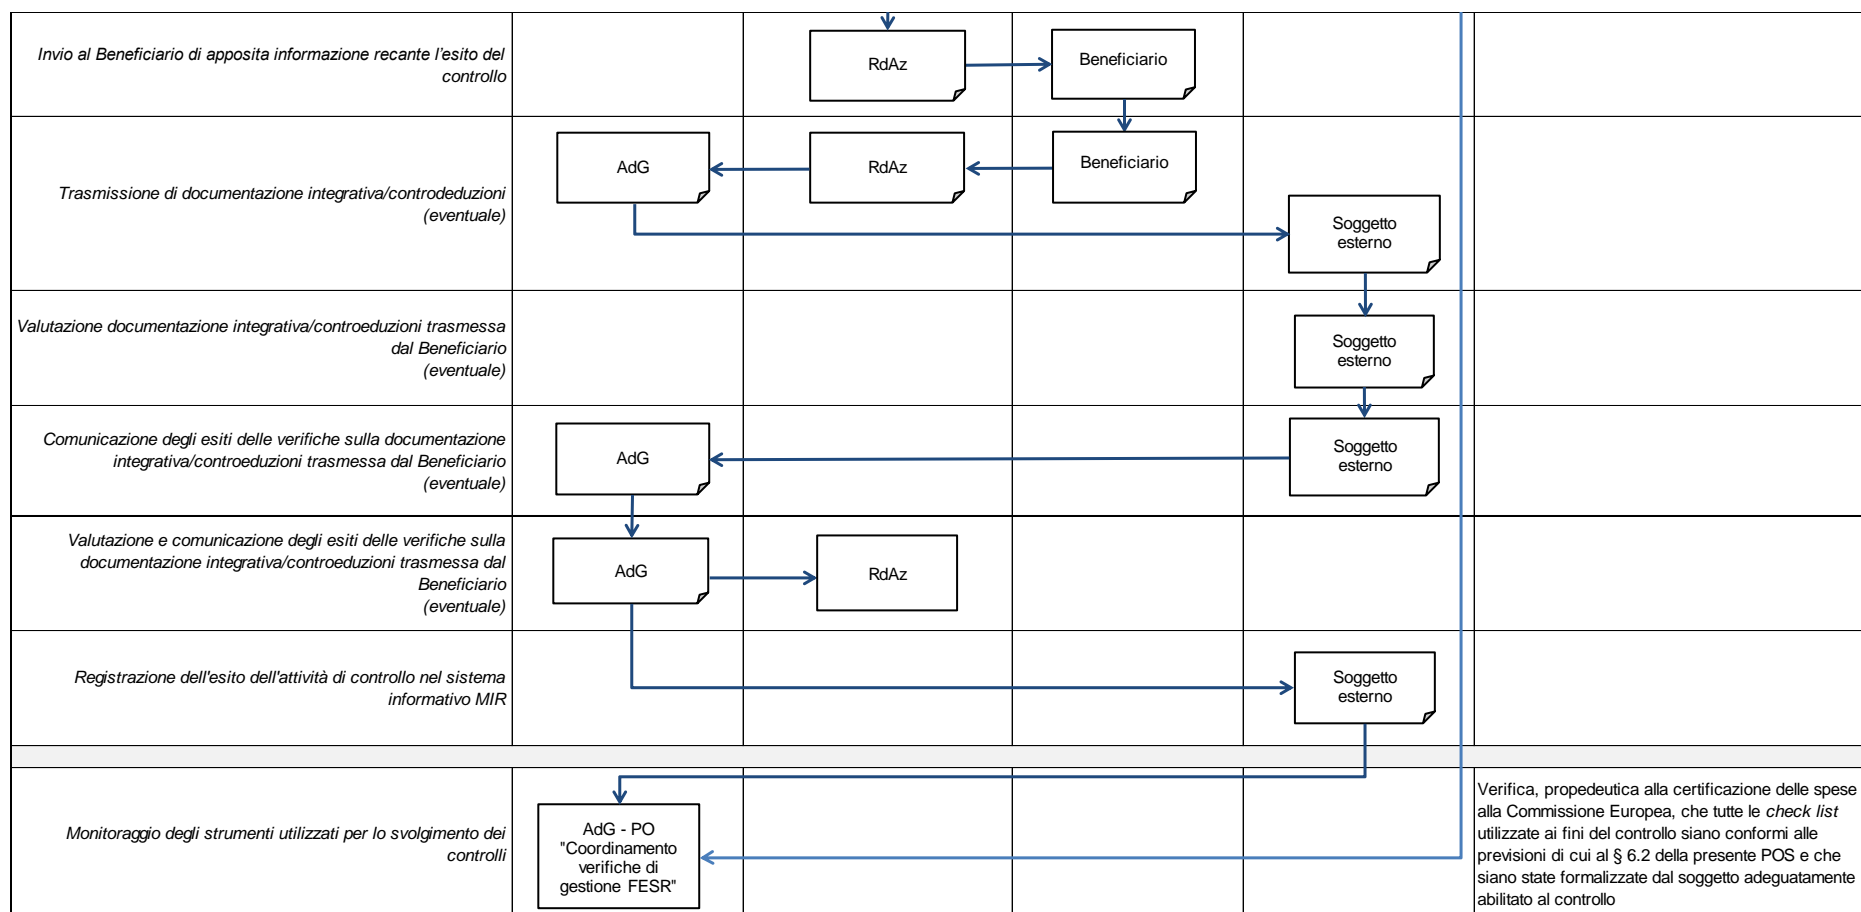 Invio al Beneficiario di apposita informazione recante l'esito del
controllo
RdAz
Beneficiario
Trasmissione di documentazione integrativa/controdeduzioni
(eventuale)
AdG
RdAz
Beneficiario
Soggetto
esterno
Valutazione documentazione integrativa/controeduzioni trasmessa
dal Beneficiario
(eventuale)
Soggetto
esterno
Comunicazione degli esiti delle verifiche sulla documentazione
integrativa/controeduzioni trasmessa dal Beneficiario
(eventuale)
AdG
Soggetto
esterno
Valutazione e comunicazione degli esiti delle verifiche sulla
documentazione integrativa/controeduzioni trasmessa dal
Beneficiario
(eventuale)
AdG
RdAz
Registrazione dell'esito dell'attività di controllo nel sistema
informativo MIR
Soggetto
esterno
Monitoraggio degli strumenti utilizzati per lo svolgimento dei
controlli
AdG - PO
"Coordinamento
verifiche di
gestione FESR"
Verifica, propedeutica alla certificazione delle spese
alla Commissione Europea, che tutte le check list
utilizzate ai fini del controllo siano conformi alle
previsioni di cui al § 6.2 della presente POS e che
siano state formalizzate dal soggetto adeguatamente
abilitato al controllo